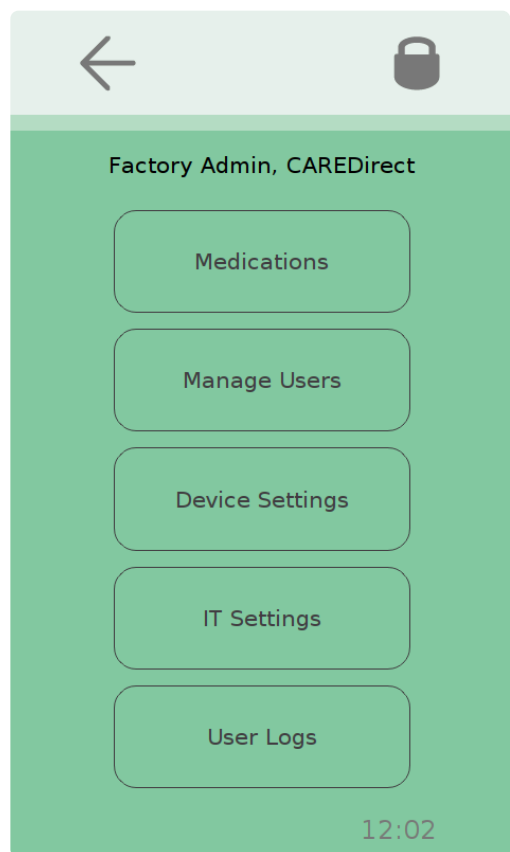 Factory Admin, CAREDirect
Medications
Manage Users
Device Settings
IT Settings
User Logs
12:02